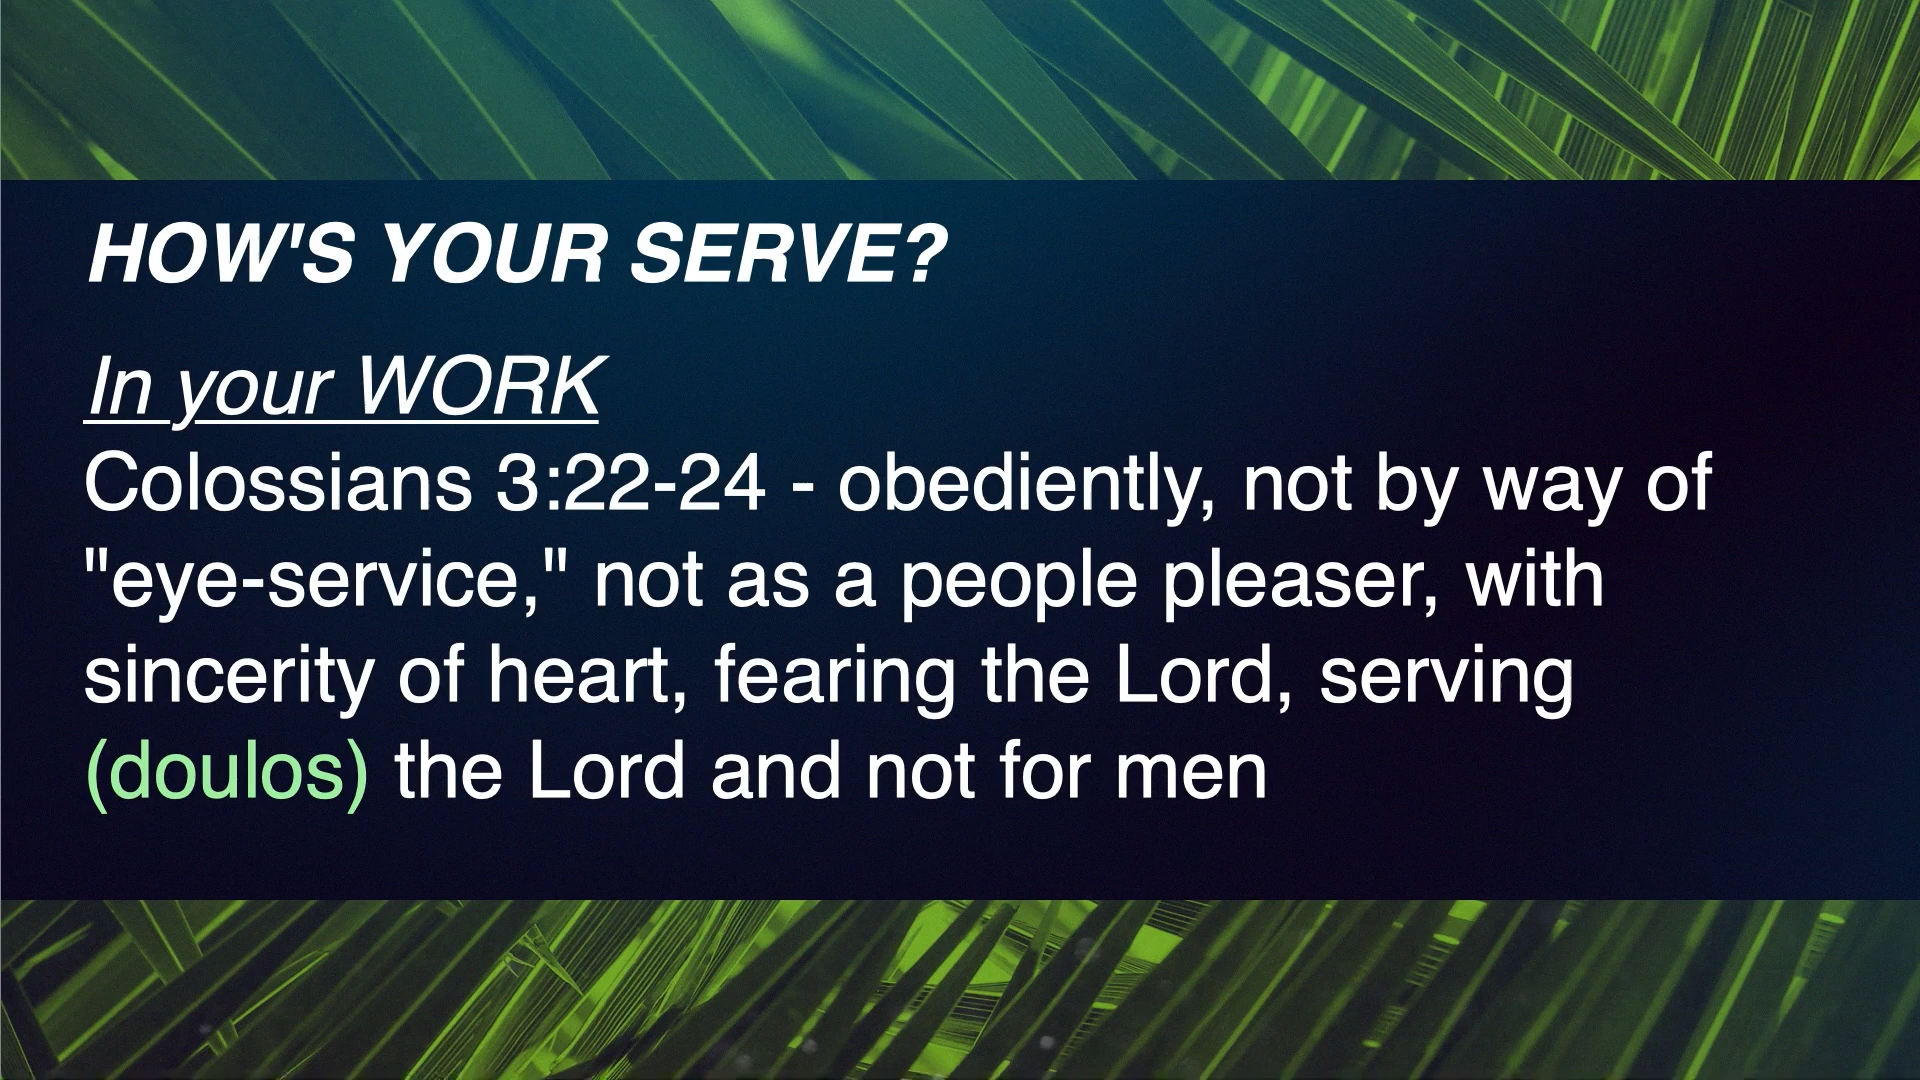 HOW'S YOUR SERVE?
In your WORK
Colossians 3:22-24 - obediently, not by way of
"eye-service," not as a people pleaser, with
sincerity of heart, fearing the Lord, serving
(doulos) the Lord and not for men